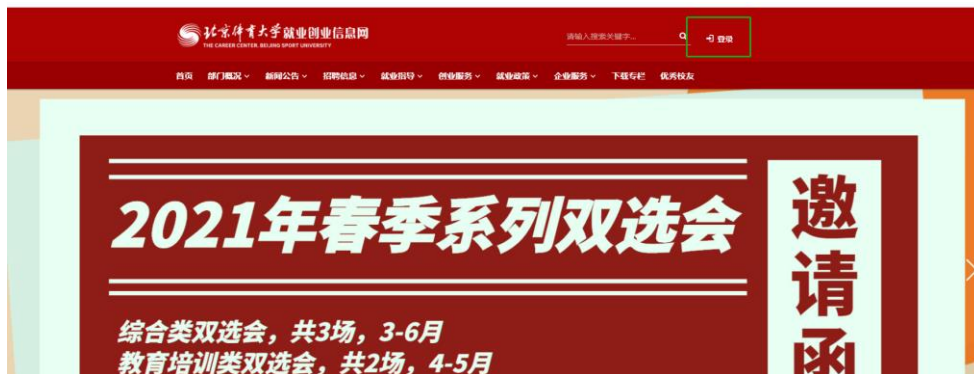 北京体育大学就业创业信息网
THE CAREER CENTER, BEIJING SPORT UNIVERSITY
请输入搜索关键字...
登录
首页 部门概况 新闻公告 招聘信息 就业指导 创业服务 就业政策 企业服务 下载专栏 优秀校友
2021年春季系列双选会
综合类双选会，共3场，3-6月
教育培训类双选会，共2场，4-5月
邀请函